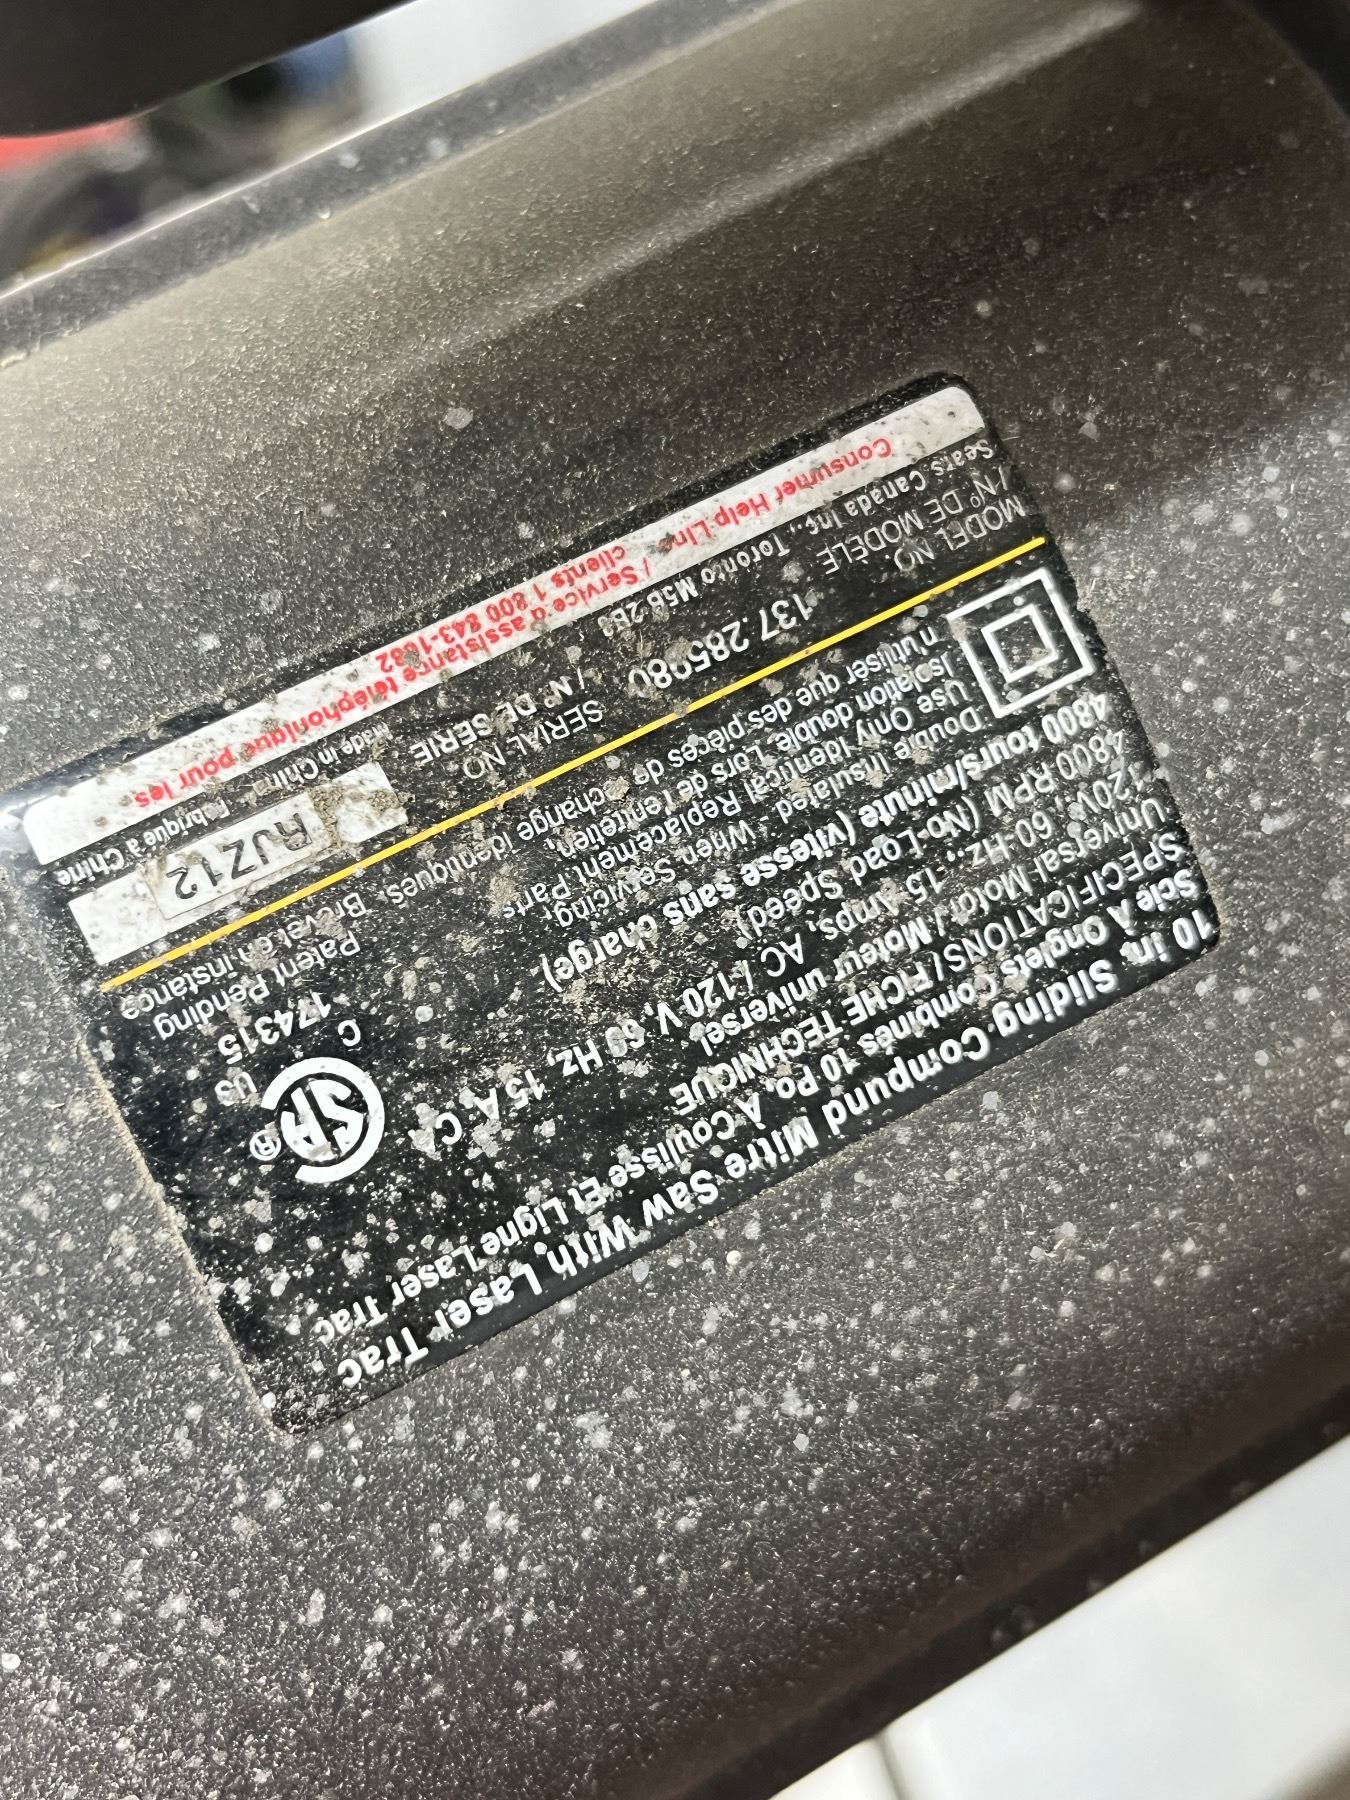 10 in. Sliding Compound Mitre Saw With Laser Trac
Scie À Onglets Combinés 10 Po. À Coulisse Et Ligne Laser Trac
SPECIFICATIONS / FICHE TECHNIQUE
Universal Motor / Moteur universel
120V, 60 Hz., 15 Amps, AC / 120 V, 60 Hz, 15 A, C.A.
4800 RPM (No-Load Speed)
4800 tours/minute (vitesse sans charge)
Double Insulated - When Servicing,
Use Only Identical Replacement Parts
Isolation double. Lors de l'entretien,
n'utiliser que des pièces de rechange identiques.
SA ®
C US
174315
Patent Pending
Brevet en instance
MODEL NO.
/ Nº DE MODÈLE
SERIAL NO
/ Nº DE SÉRIE
RJZ12
Sears, Canada Inc., Toronto M5B
Made in China Fabriqué à Chine
Consumer Help Line
/ Service d assistance téléphonique pour les
clients 1 800 843-1682